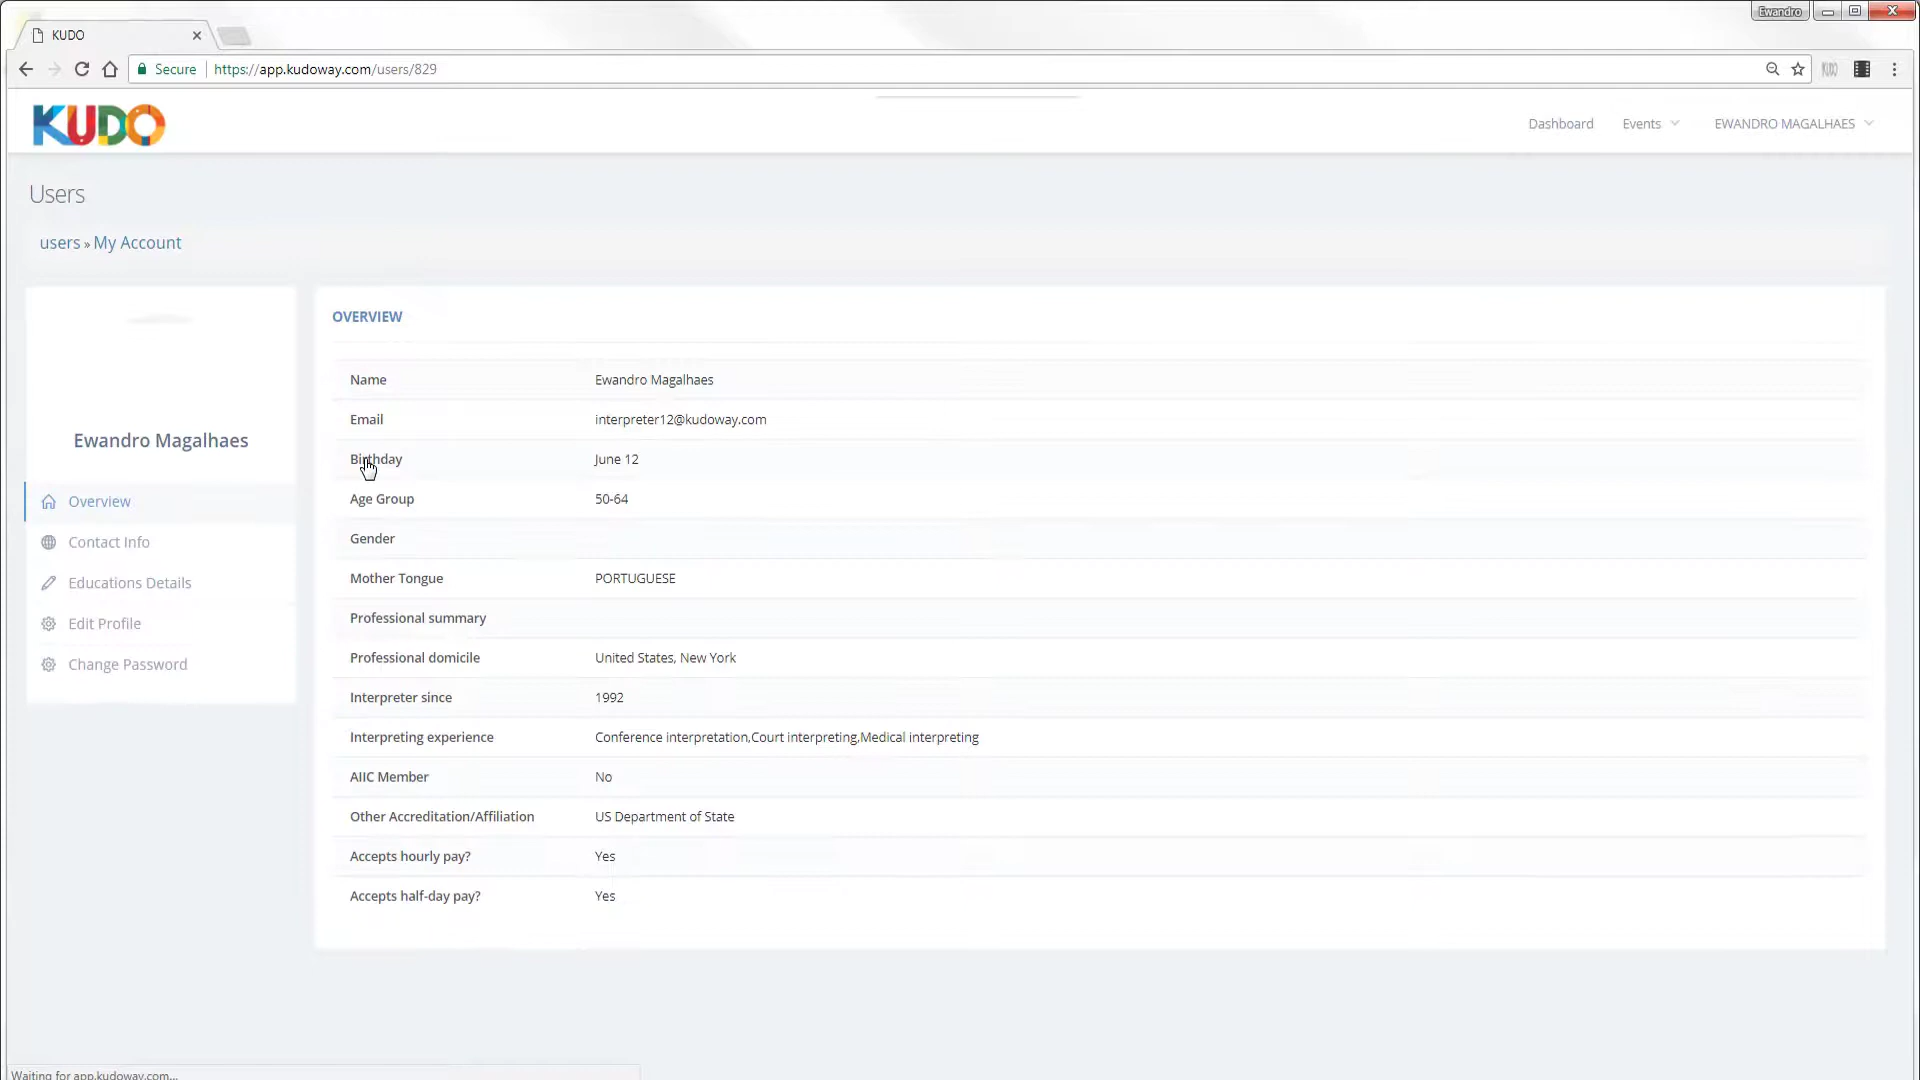 Ewandro
KUDO
Secure https://app.kudoway.com/users/829
KUDO
Dashboard Events EWANDRO MAGALHAES
Users
users » My Account
Ewandro Magalhaes
Overview
Contact Info
Educations Details
Edit Profile
Change Password
OVERVIEW
Name Ewandro Magalhaes
Email interpreter12@kudoway.com
Birthday June 12
Age Group 50-64
Gender
Mother Tongue PORTUGUESE
Professional summary
Professional domicile United States, New York
Interpreter since 1992
Interpreting experience Conference interpretation,Court interpreting,Medical interpreting
AIIC Member No
Other Accreditation/Affiliation US Department of State
Accepts hourly pay? Yes
Accepts half-day pay? Yes
Waiting for app.kudoway.com...